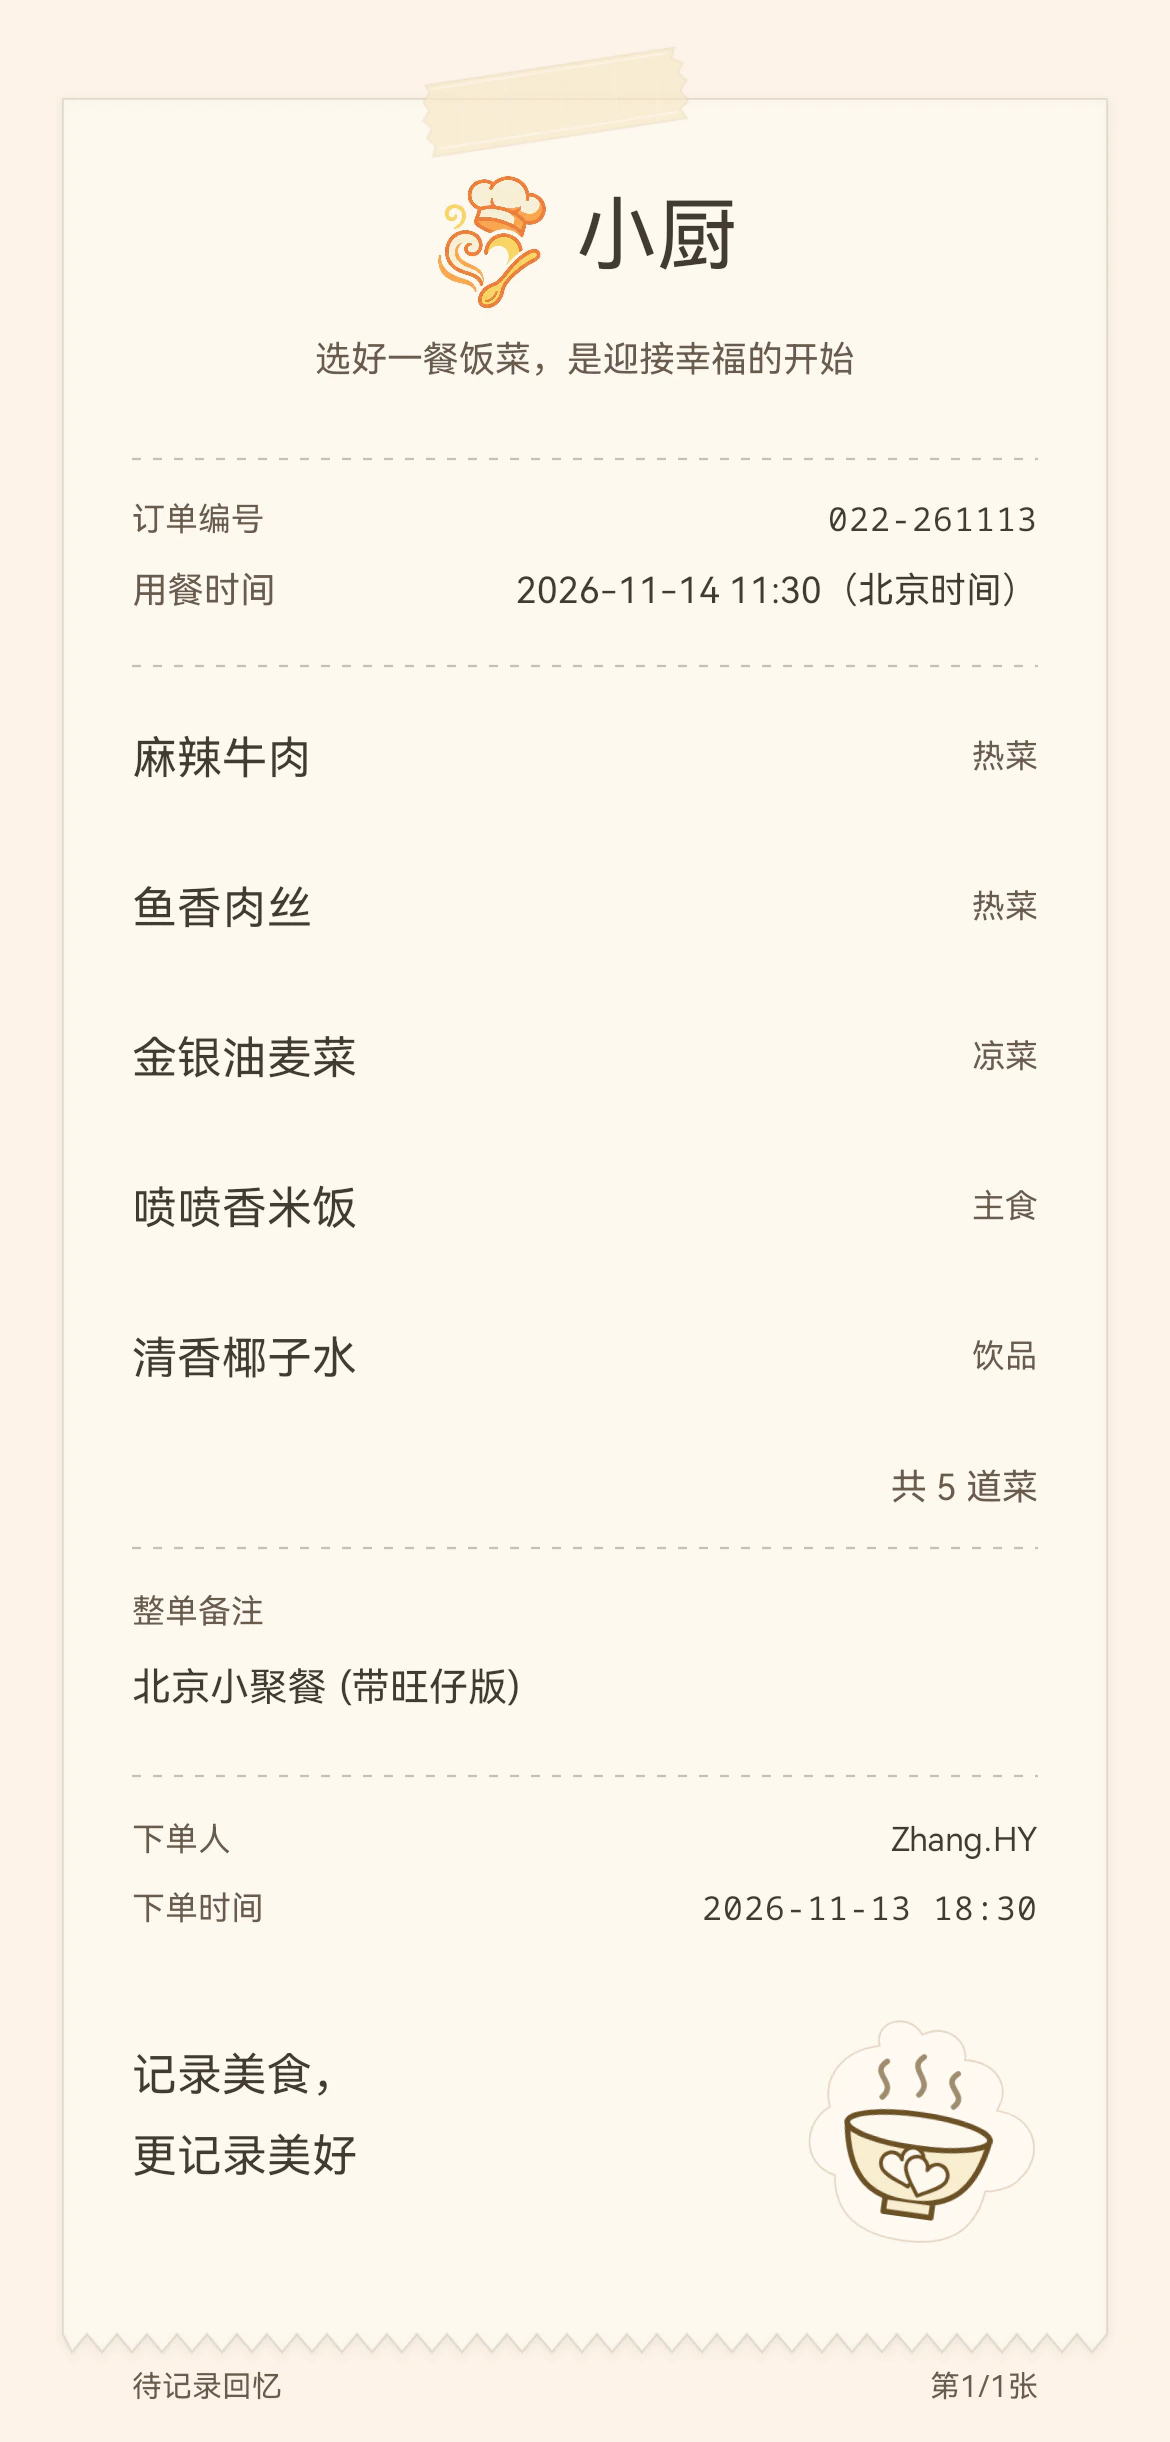 小厨
选好一餐饭菜，是迎接幸福的开始
订单编号 022-261113
用餐时间 2026-11-14 11:30（北京时间）
麻辣牛肉 热菜
鱼香肉丝 热菜
金银油麦菜 凉菜
喷喷香米饭 主食
清香椰子水 饮品
共 5 道菜
整单备注
北京小聚餐 (带旺仔版)
下单人 Zhang.HY
下单时间 2026-11-13 18:30
记录美食，
更记录美好
待记录回忆 第1/1张